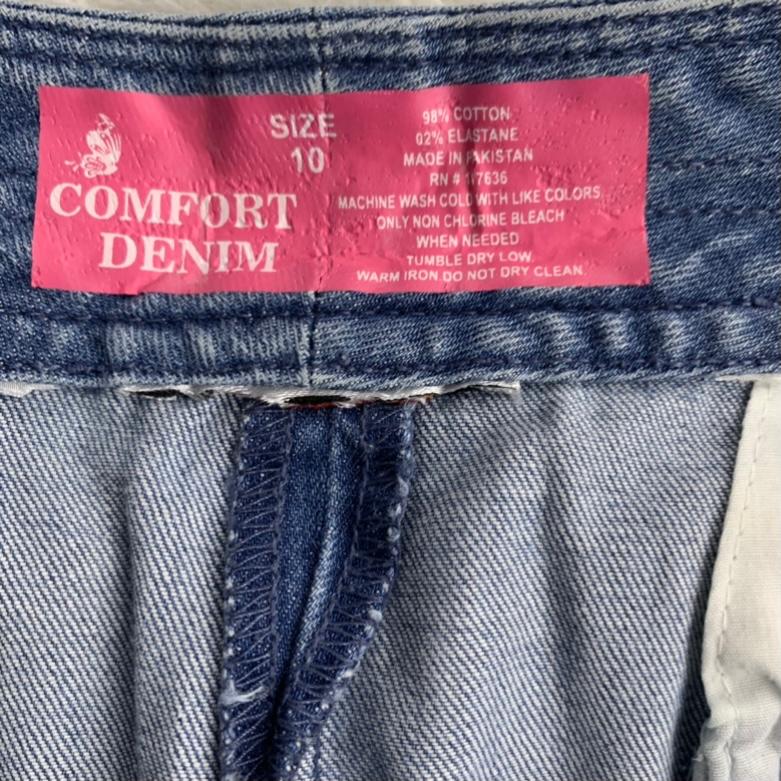 COMFORT
DENIM
SIZE
10
98% COTTON
02% ELASTANE
MADE IN PAKISTAN
RN #
MACHINE WASH COLD WITH LIKE COLORS
ONLY NON CHLORINE BLEACH
WHEN NEEDED
TUMBLE DRY LOW.
WARM IRON.DO NOT DRY CLEAN.